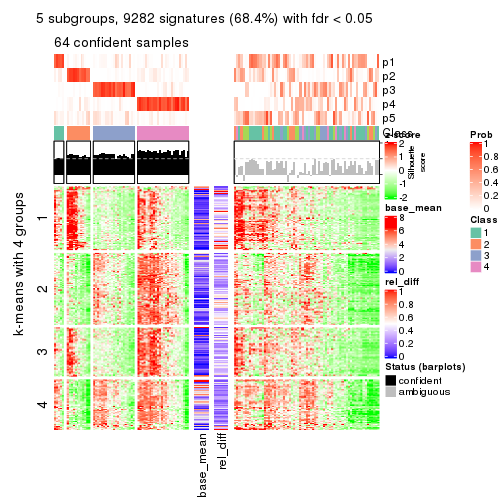 5 subgroups, 9282 signatures (68.4%) with fdr < 0.05
64 confident samples
p1
p2
p3
p4
p5
Class
z-score
2
1
0
-1
-2
Silhouette
score
Prob
1
0.8
0.6
0.4
0.2
0
Class
1
2
3
4
base_mean
8
6
4
2
0
rel_diff
1
0.8
0.6
0.4
0.2
0
Status (barplots)
confident
ambiguous
k-means with 4 groups
1
2
3
4
base_mean
rel_diff